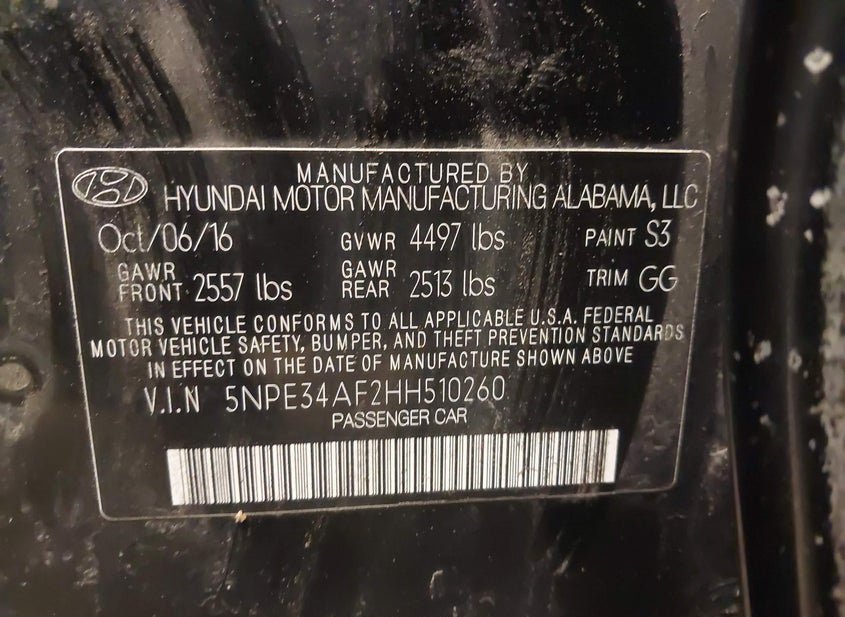 MANUFACTURED BY
HYUNDAI MOTOR MANUFACTURING ALABAMA, LLC
Oct/06/16 GVWR 4497 lbs PAINT S3
GAWR FRONT 2557 lbs GAWR REAR 2513 lbs TRIM GG
THIS VEHICLE CONFORMS TO ALL APPLICABLE U.S.A. FEDERAL
MOTOR VEHICLE SAFETY, BUMPER, AND THEFT PREVENTION STANDARDS
IN EFFECT ON THE DATE OF MANUFACTURE SHOWN ABOVE
V.I.N 5NPE34AF2HH510260
PASSENGER CAR